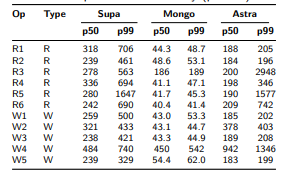 Op Type Supa Mongo Astra
p50 p99 p50 p99 p50 p99
R1 R 318 706 44.3 48.7 188 205
R2 R 239 461 48.6 53.1 184 196
R3 R 278 563 186 189 200 2948
R4 R 336 694 41.1 47.1 198 346
R5 R 280 1647 41.7 45.3 190 1577
R6 R 242 690 40.4 41.4 209 742
W1 W 259 500 43.0 53.3 185 202
W2 W 321 433 43.1 44.7 378 403
W3 W 238 421 43.3 44.9 189 208
W4 W 484 740 450 542 942 1346
W5 W 239 329 54.4 62.0 183 199